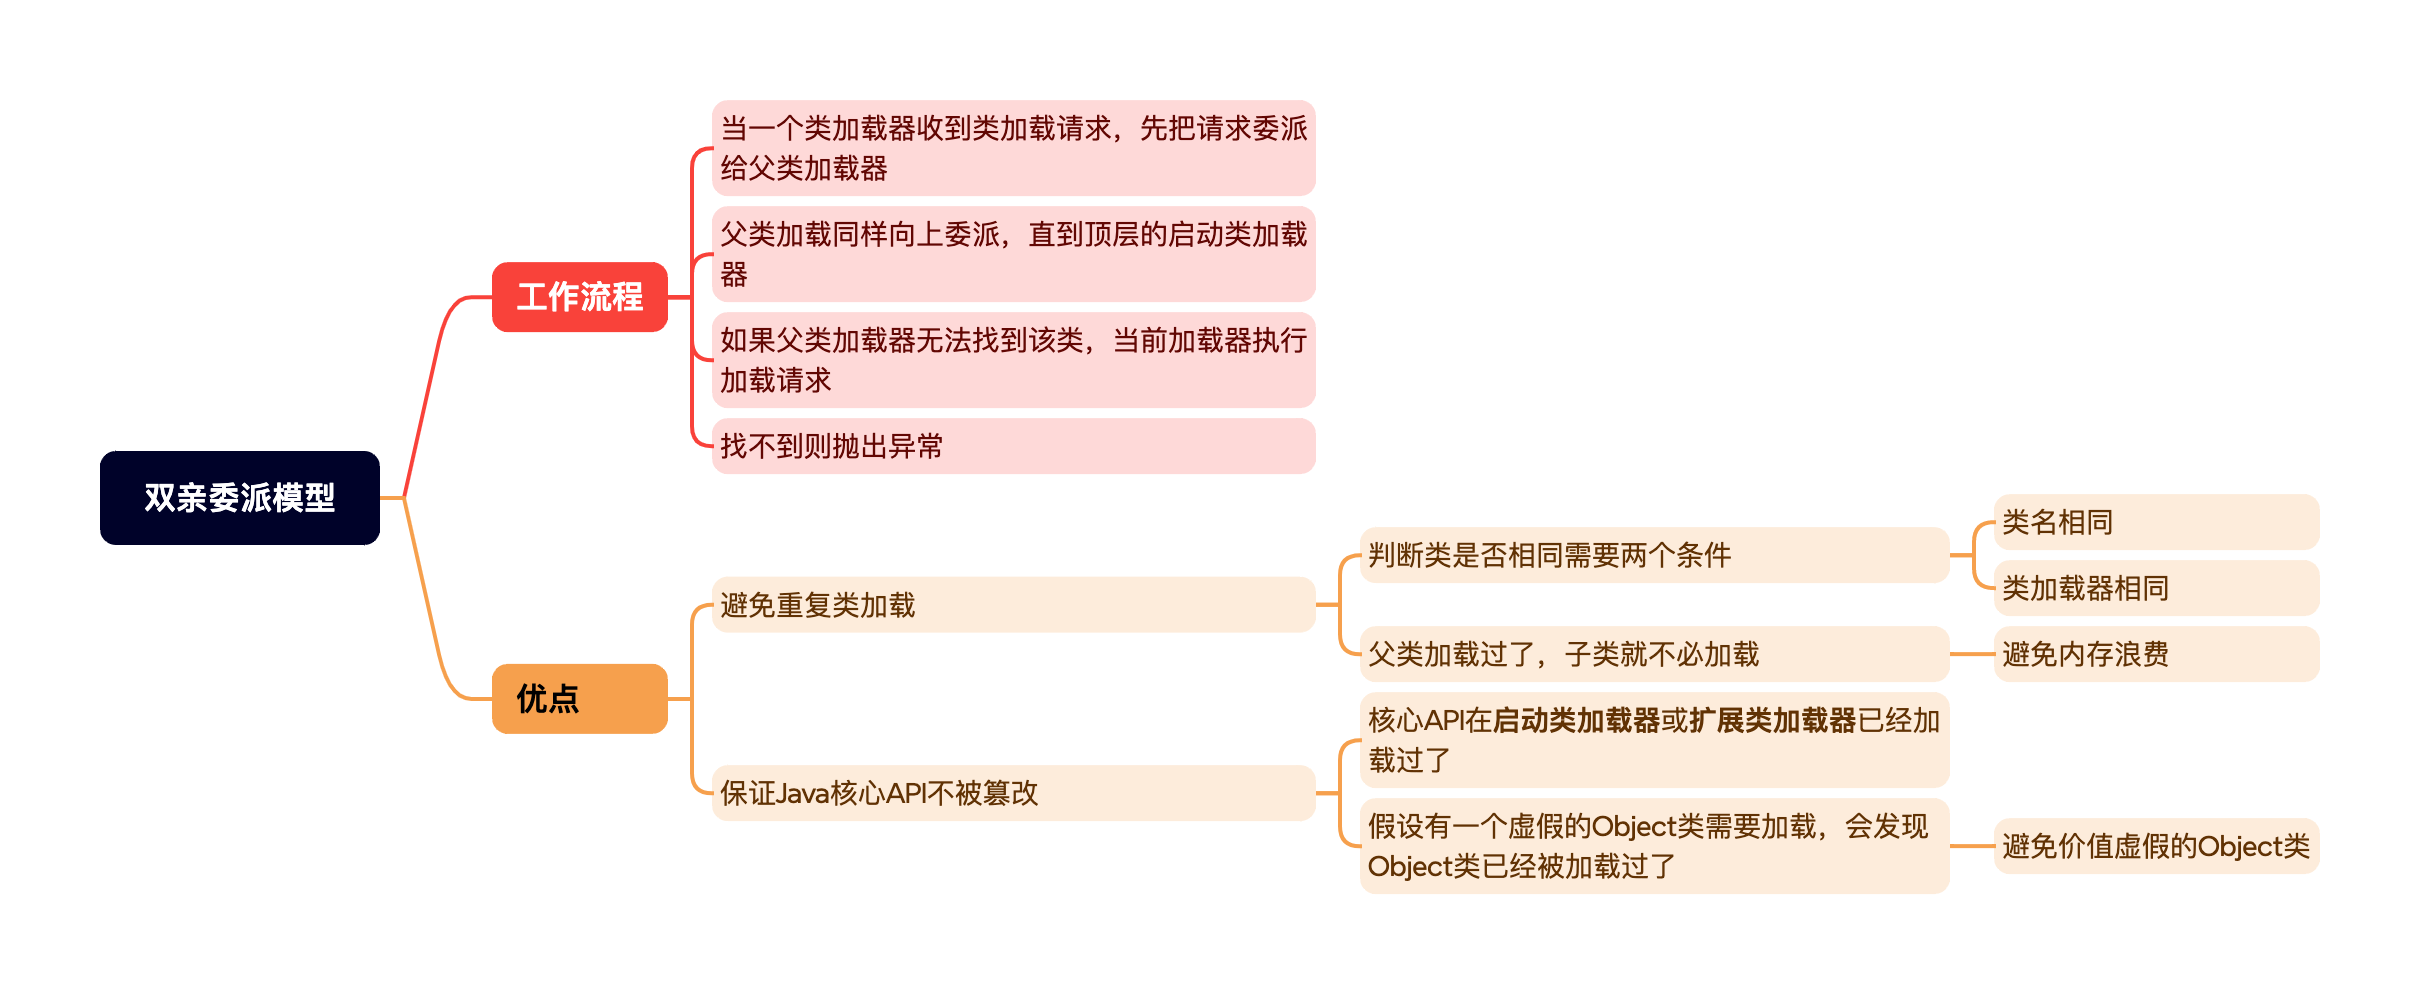 双亲委派模型
工作流程
当一个类加载器收到类加载请求，先把请求委派
给父类加载器
父类加载同样向上委派，直到顶层的启动类加载
器
如果父类加载器无法找到该类，当前加载器执行
加载请求
找不到则抛出异常
优点
避免重复类加载
判断类是否相同需要两个条件
类名相同
类加载器相同
父类加载过了，子类就不必加载
避免内存浪费
保证Java核心API不被篡改
核心API在启动类加载器或扩展类加载器已经加
载过了
假设有一个虚假的Object类需要加载，会发现
Object类已经被加载过了
避免价值虚假的Object类